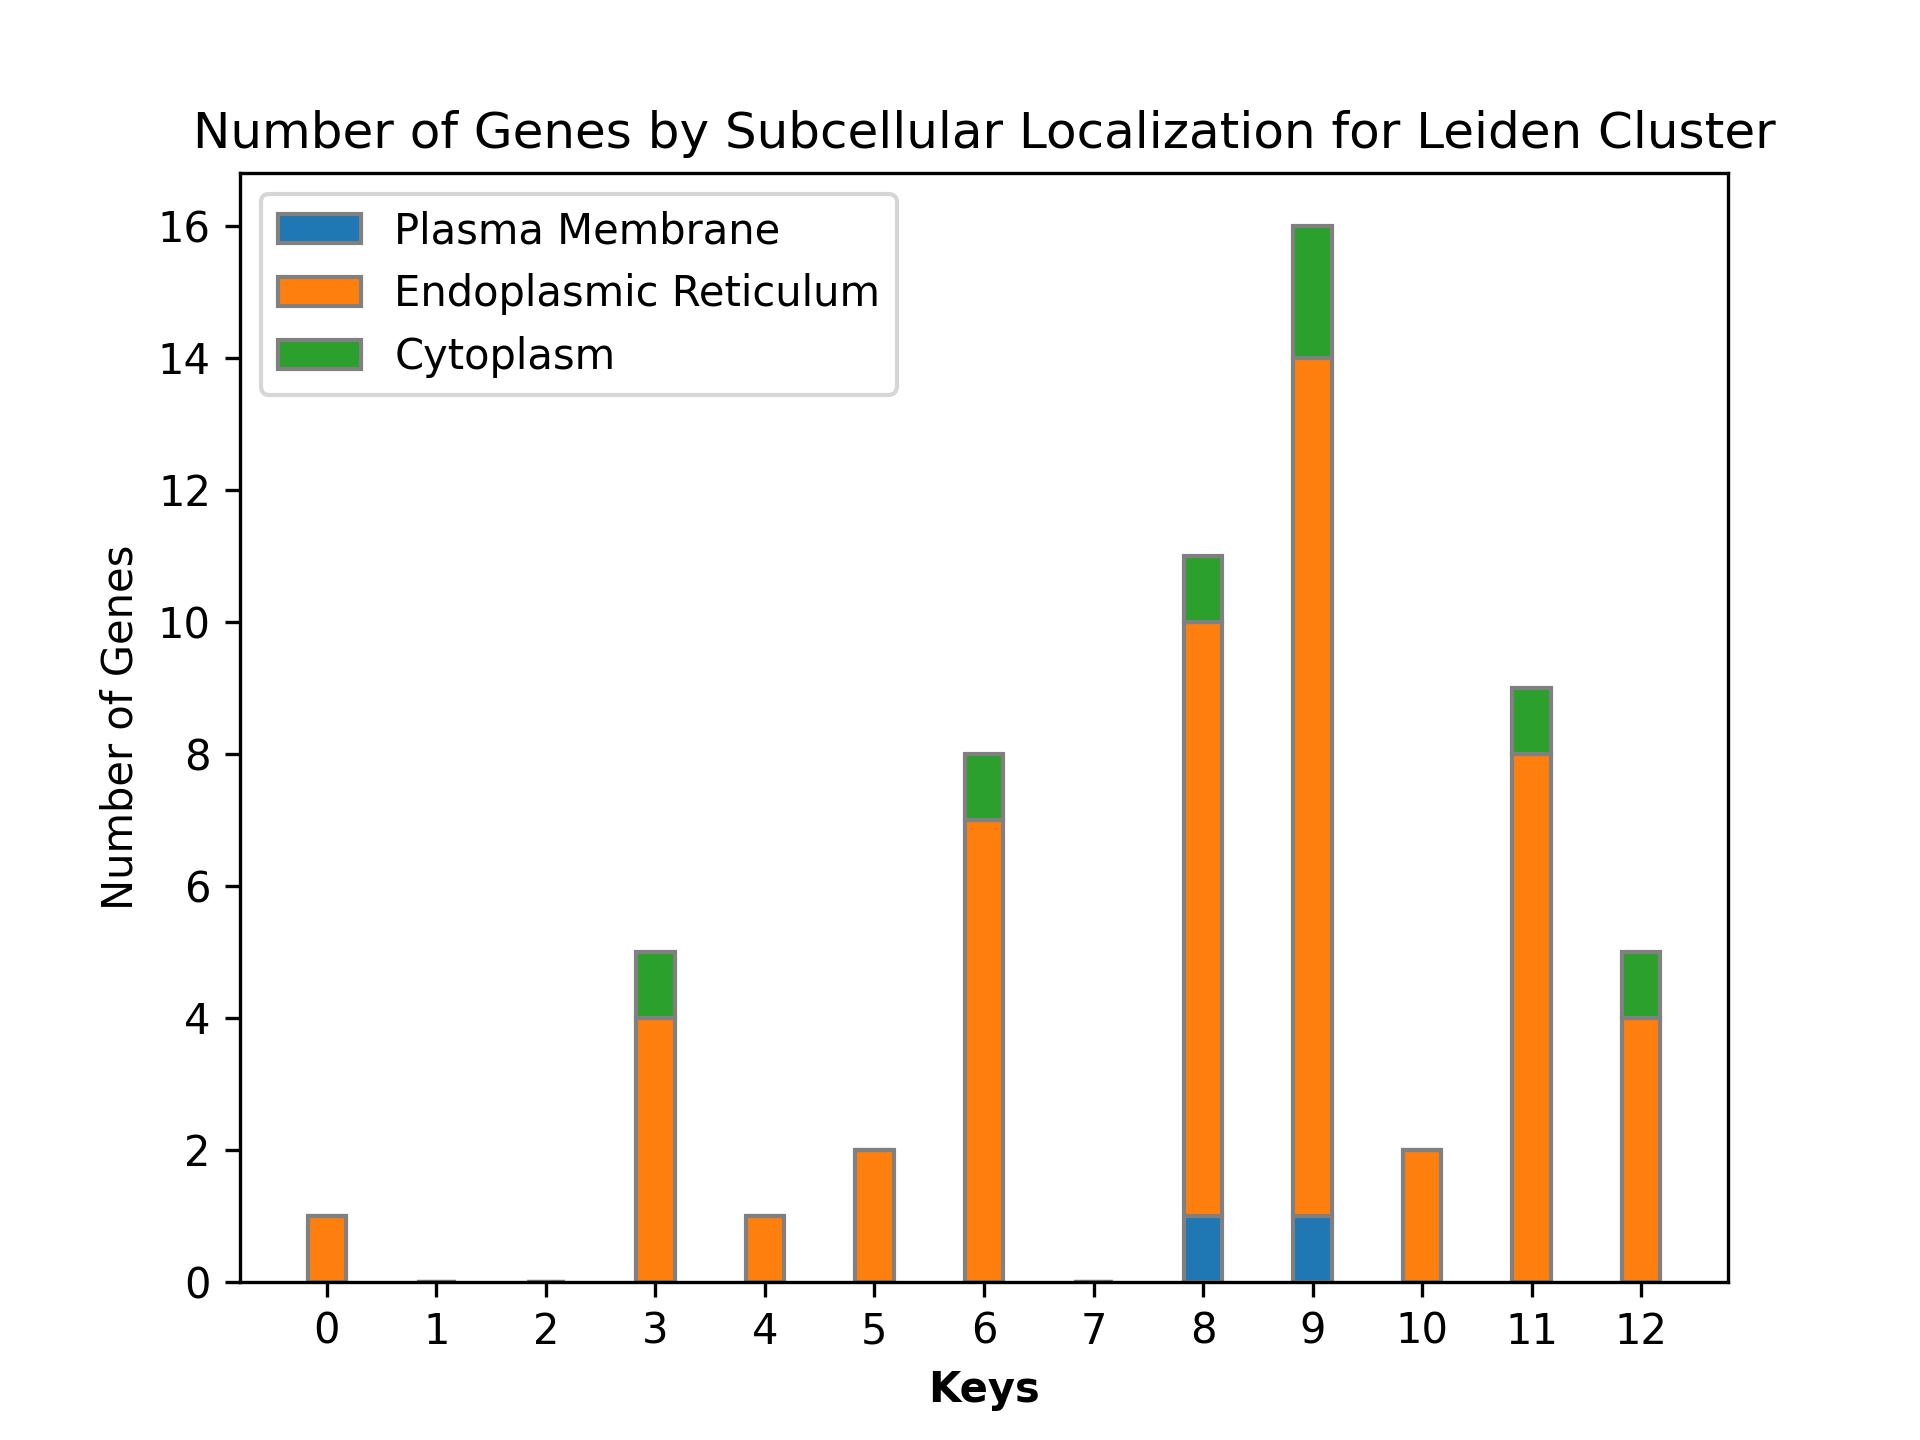 Number of Genes by Subcellular Localization for Leiden Cluster
Plasma Membrane
Endoplasmic Reticulum
Cytoplasm
16
14
12
10
8
6
4
2
0
Number of Genes
0 1 2 3 4 5 6 7 8 9 10 11 12
Keys